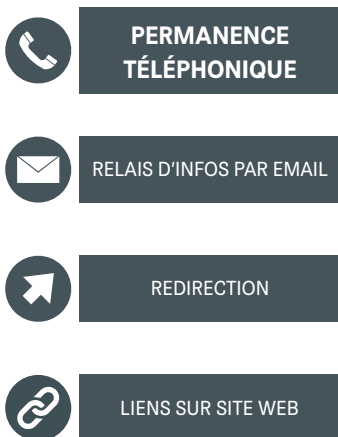 PERMANENCE
TÉLÉPHONIQUE
RELAIS D'INFOS PAR EMAIL
REDIRECTION
LIENS SUR SITE WEB